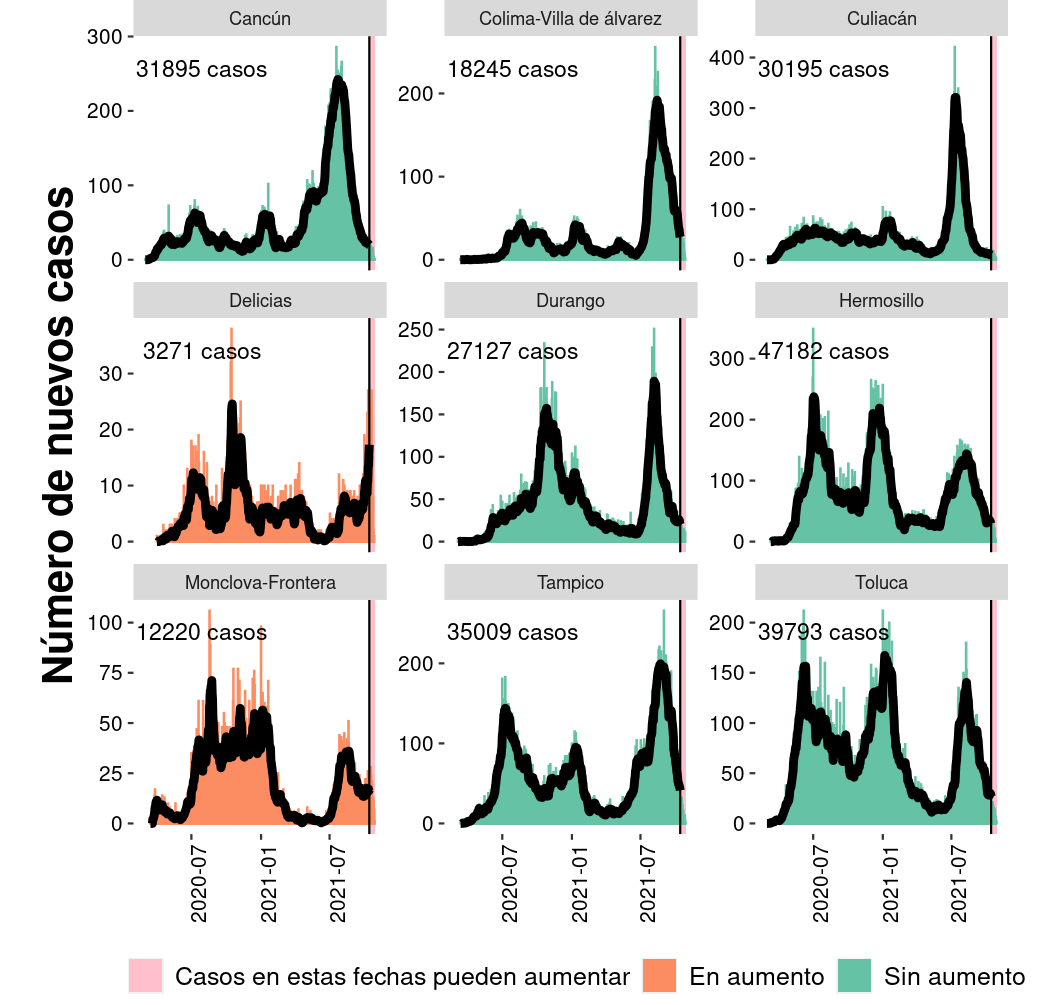 Número de nuevos casos
Cancún
Colima-Villa de álvarez
Culiacán
300
200
100
0
31895 casos
200
100
0
18245 casos
400
300
200
100
0
30195 casos
Delicias
Durango
Hermosillo
30
20
10
0
3271 casos
250
200
150
100
50
0
27127 casos
300
200
100
0
47182 casos
Monclova-Frontera
Tampico
Toluca
100
75
50
25
0
12220 casos
200
100
0
35009 casos
200
150
100
50
0
39793 casos
2020-07
2021-01
2021-07
2020-07
2021-01
2021-07
2020-07
2021-01
2021-07
Casos en estas fechas pueden aumentar
En aumento
Sin aumento